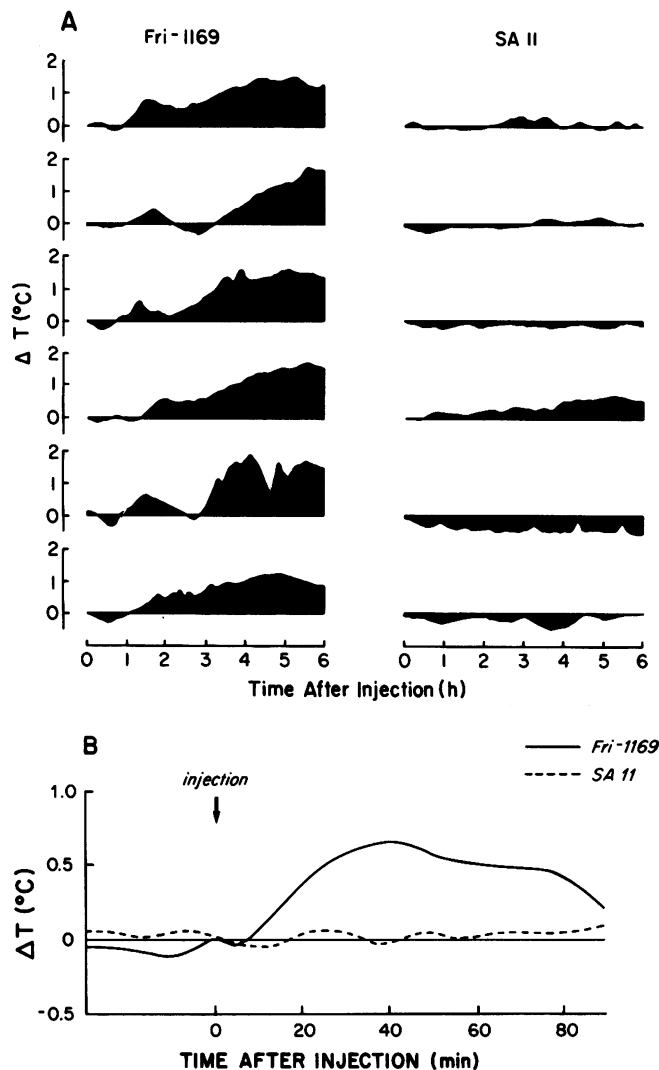 A
Fri-1169
SA 11
2
1
0
2
1
0
2
1
0
2
1
0
2
1
0
2
1
0
Δ T (°C)
0 1 2 3 4 5 6
0 1 2 3 4 5 6
Time After Injection (h)
B
Fri-1169
SA 11
injection
1.0
0.5
0
-0.5
Δ T (°C)
0 20 40 60 80
TIME AFTER INJECTION (min)